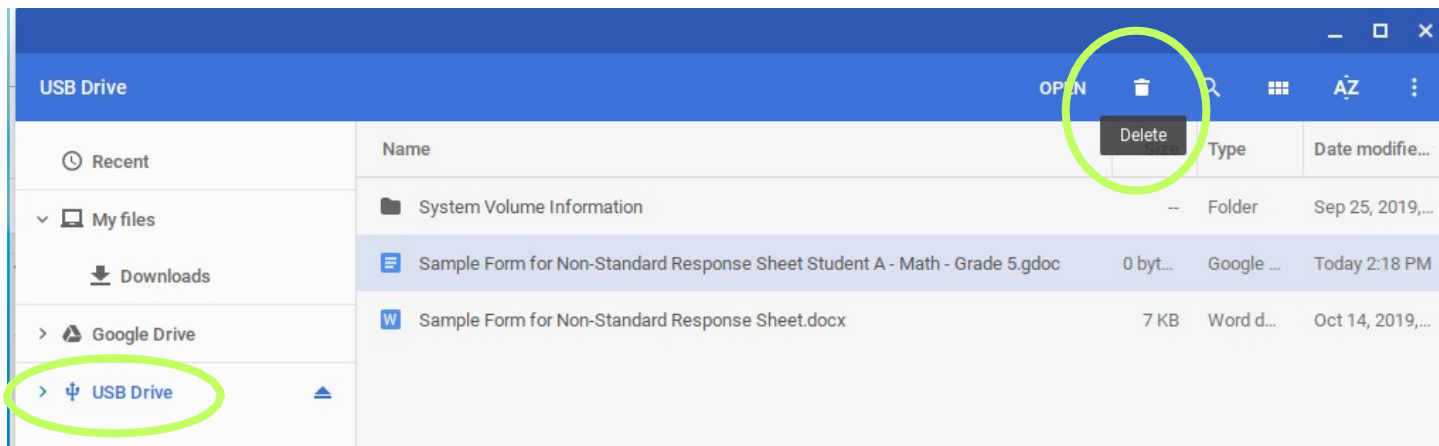 USB Drive OPEN AZ
Delete
Recent
Name Size Type Date modifie...
My files
System Volume Information -- Folder Sep 25, 2019,...
Downloads
Sample Form for Non-Standard Response Sheet Student A - Math - Grade 5.gdoc 0 byt... Google ... Today 2:18 PM
Google Drive
W Sample Form for Non-Standard Response Sheet.docx 7 KB Word d... Oct 14, 2019,...
USB Drive